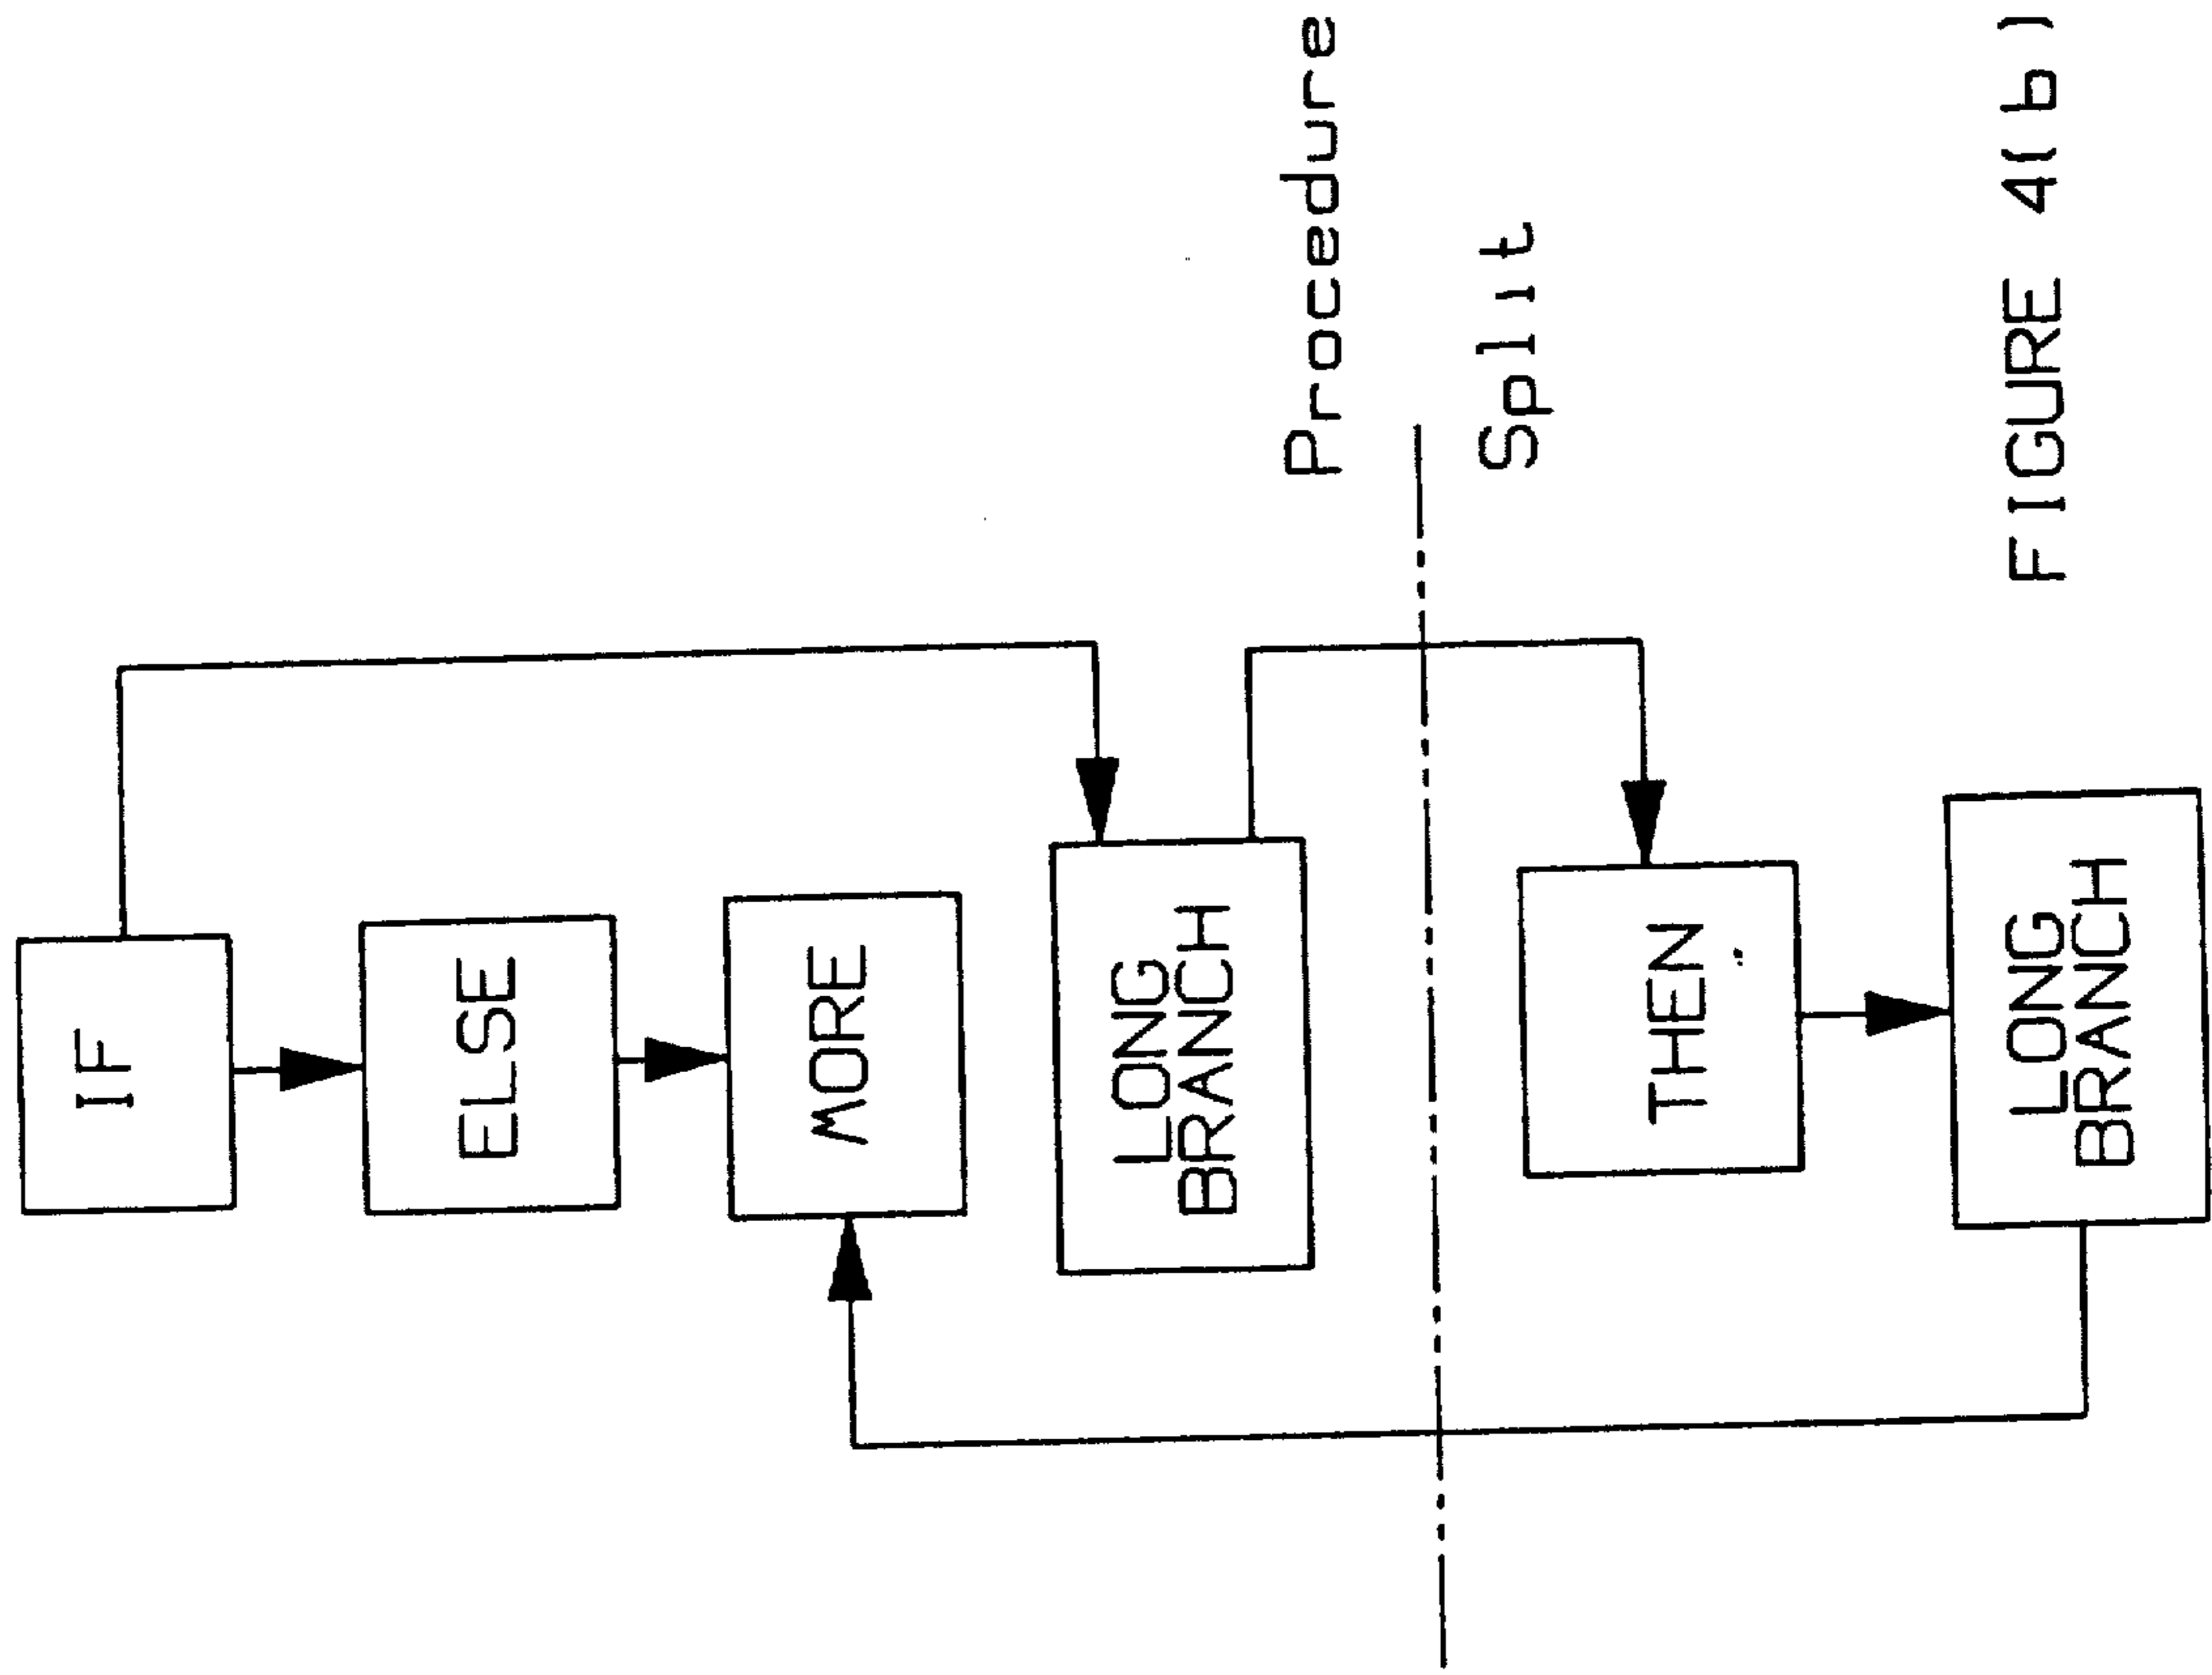 IF
ELSE
MORE
LONG
BRANCH
Procedure
Split
THEN
LONG
BRANCH
FIGURE 4(b)